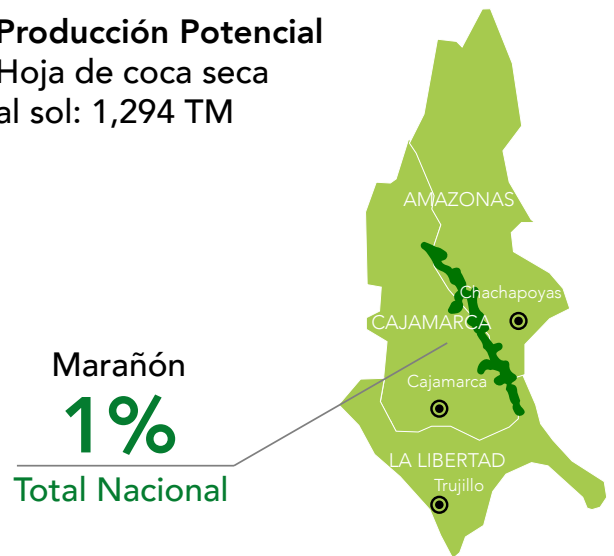 Producción Potencial
Hoja de coca seca
al sol: 1,294 TM
AMAZONAS
Chachapoyas
CAJAMARCA
Marañón
1%
Total Nacional
Cajamarca
LA LIBERTAD
Trujillo